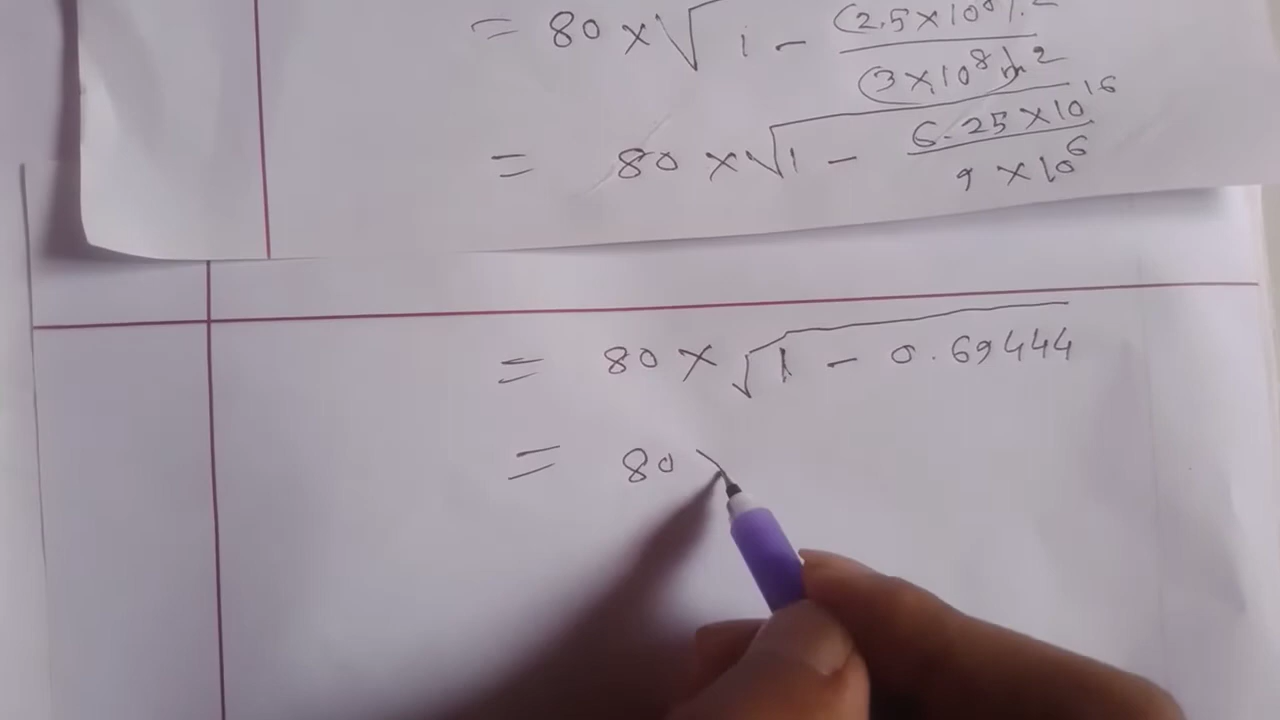 = 80 × √1 - (2.5×10⁸)²
(3×10⁸)²
= 80 × √1 - 6.25×10¹⁶
9 ×10⁶
= 80 × √1 - 0.69444
= 80